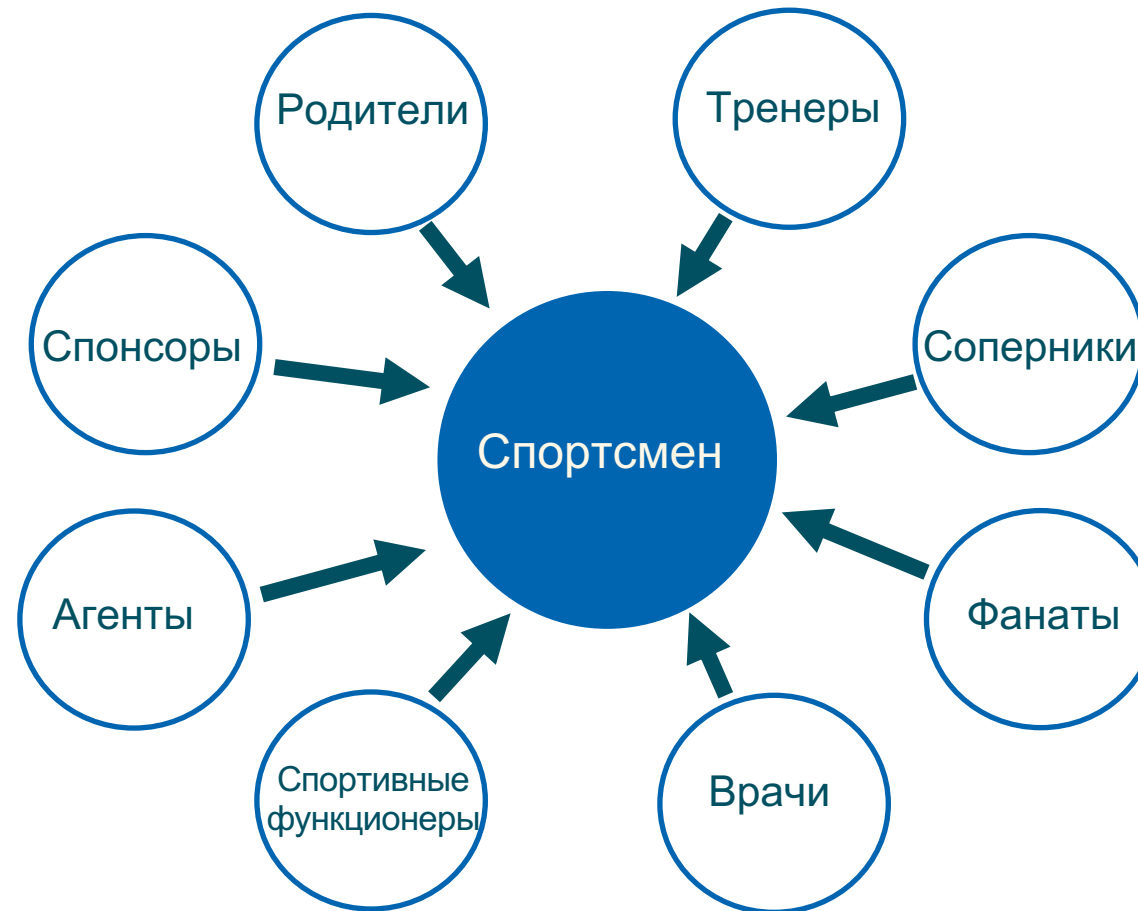 Родители
Тренеры
Спонсоры
Соперники
Спортсмен
Агенты
Фанаты
Спортивные
функционеры
Врачи